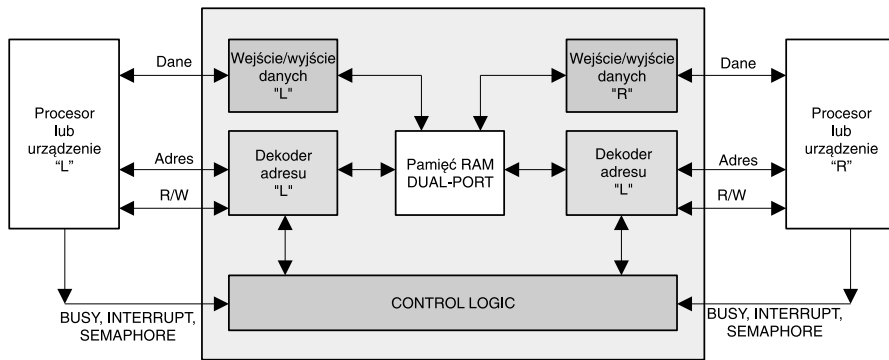 Procesor
lub
urządzenie
“L”
Dane
Adres
R/W
BUSY, INTERRUPT,
SEMAPHORE
Wejście/wyjście
danych
"L"
Dekoder
adresu
"L"
Pamięć RAM
DUAL-PORT
Wejście/wyjście
danych
"R"
Dekoder
adresu
"L"
CONTROL LOGIC
Dane
Adres
R/W
BUSY, INTERRUPT,
SEMAPHORE
Procesor
lub
urządzenie
“R”